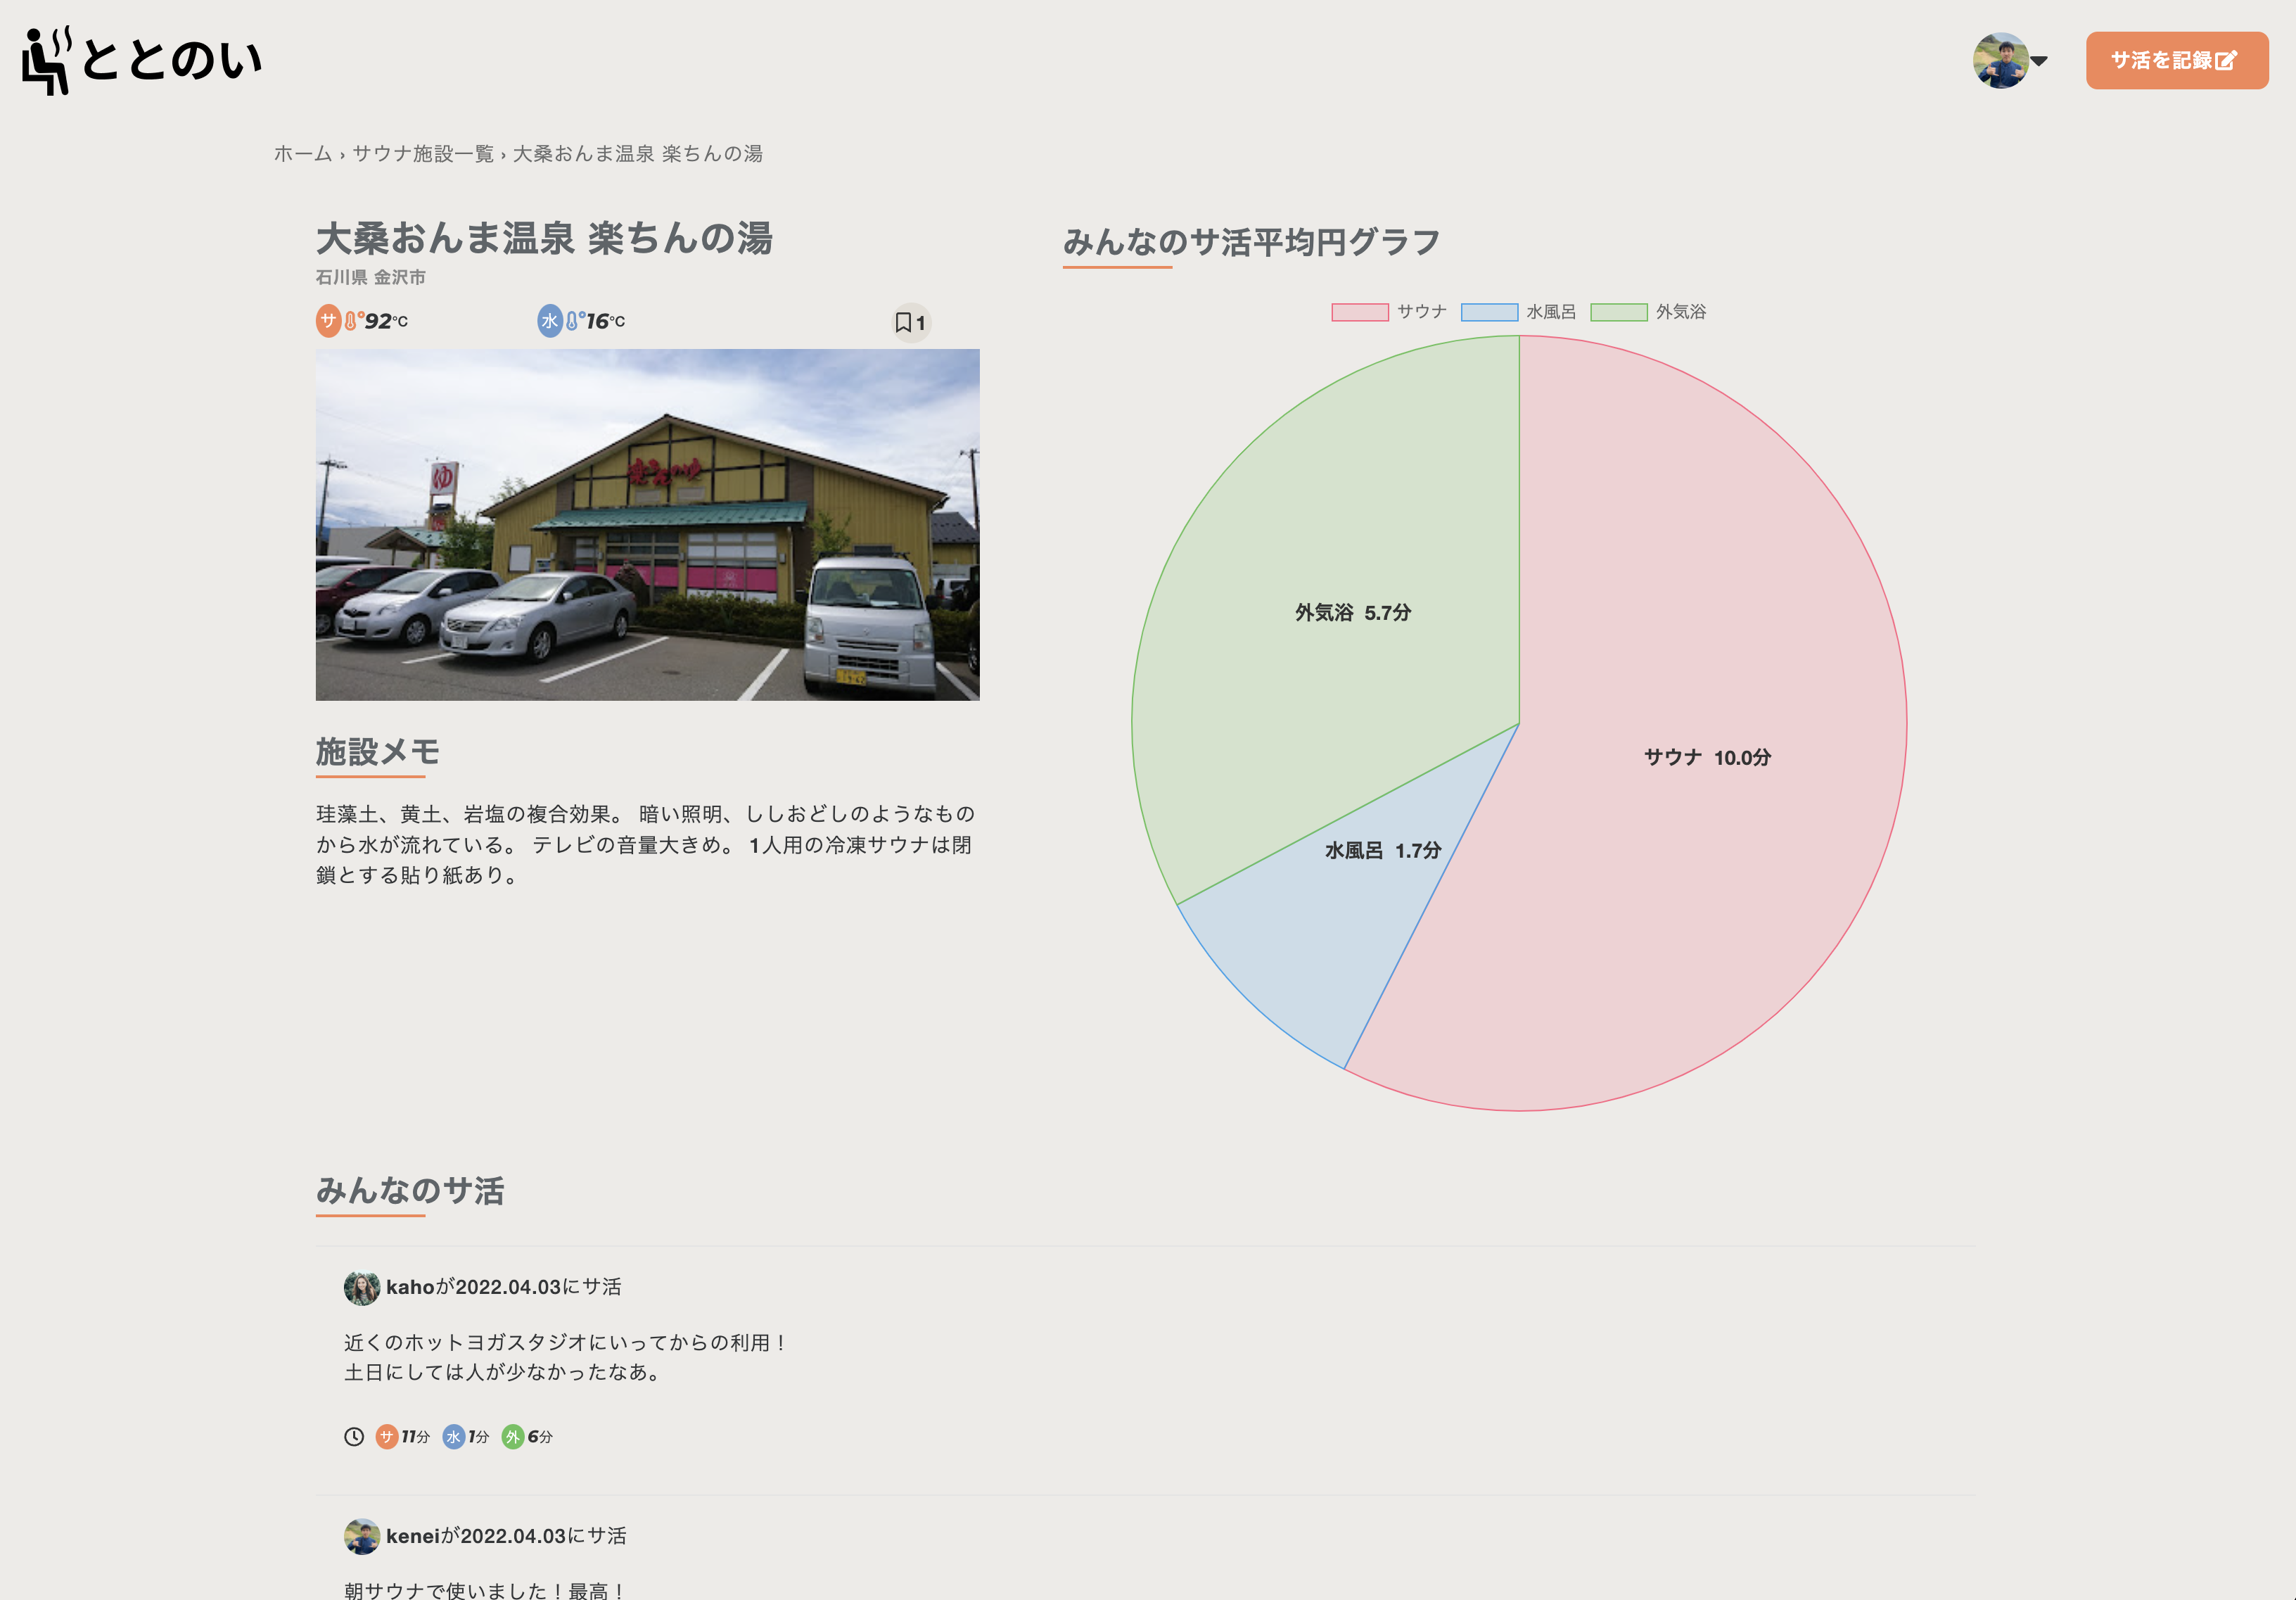 ととのい
サ活を記録
ホーム › サウナ施設一覧 › 大桑おんま温泉 楽ちんの湯
大桑おんま温泉 楽ちんの湯
石川県 金沢市
サ 92℃ 水 16℃ 1
ゆ
楽ちんのゆ
施設メモ
珪藻土、黄土、岩塩の複合効果。 暗い照明、ししおどしのようなもの
から水が流れている。 テレビの音量大きめ。 1人用の冷凍サウナは閉
鎖とする貼り紙あり。
みんなのサ活平均円グラフ
サウナ 水風呂 外気浴
外気浴 5.7分
サウナ 10.0分
水風呂 1.7分
みんなのサ活
kahoが2022.04.03にサ活
近くのホットヨガスタジオにいってからの利用！
土日にしては人が少なかったなあ。
サ 11分 水 1分 外 6分
keneiが2022.04.03にサ活
朝サウナで使いました！最高！